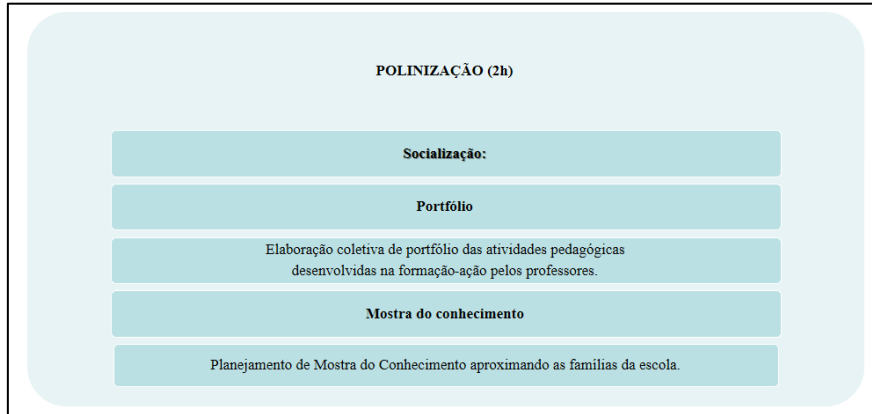 POLINIZAÇÃO (2h)
Socialização:
Portfólio
Elaboração coletiva de portfólio das atividades pedagógicas
desenvolvidas na formação-ação pelos professores.
Mostra do conhecimento
Planejamento de Mostra do Conhecimento aproximando as famílias da escola.